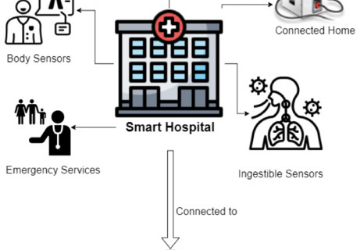 Connected Home
Body Sensors
Smart Hospital
Emergency Services
Ingestible Sensors
Connected to